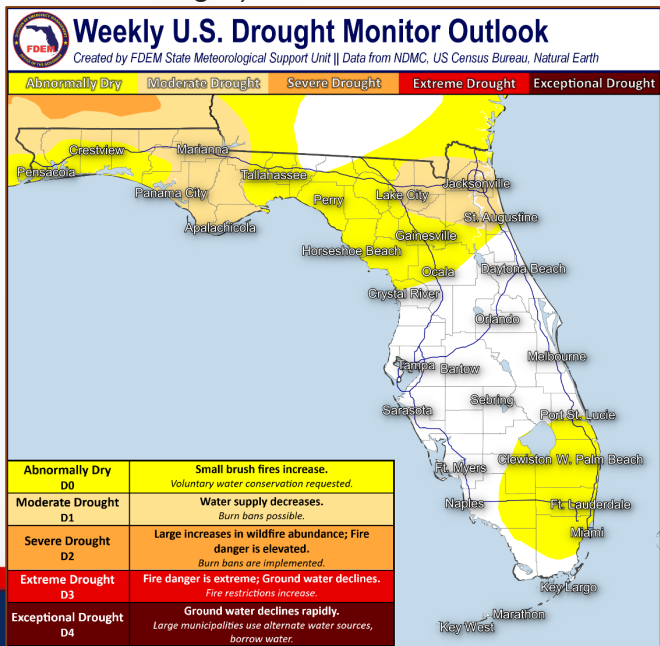 Weekly U.S. Drought Monitor Outlook
Created by FDEM State Meteorological Support Unit || Data from NDMC, US Census Bureau, Natural Earth
FDEM
Abnormally Dry Moderate Drought Severe Drought Extreme Drought Exceptional Drought
Crestview
Marianna
Pensacola
Tallahassee
Panama City
Perry
Lake City
Jacksonville
Apalachicola
St. Augustine
Gainesville
Horseshoe Beach
Ocala
Daytona Beach
Crystal River
Orlando
Melbourne
Tampa
Bartow
Sebring
Sarasota
Port St. Lucie
Clewiston
W. Palm Beach
Ft. Myers
Naples
Ft. Lauderdale
Miami
Key Largo
Marathon
Key West
Abnormally Dry
D0
Small brush fires increase.
Voluntary water conservation requested.
Moderate Drought
D1
Water supply decreases.
Burn bans possible.
Severe Drought
D2
Large increases in wildfire abundance; Fire
danger is elevated.
Burn bans are implemented.
Extreme Drought
D3
Fire danger is extreme; Ground water declines.
Fire restrictions increase.
Exceptional Drought
D4
Ground water declines rapidly.
Large municipalities use alternate water sources,
borrow water.